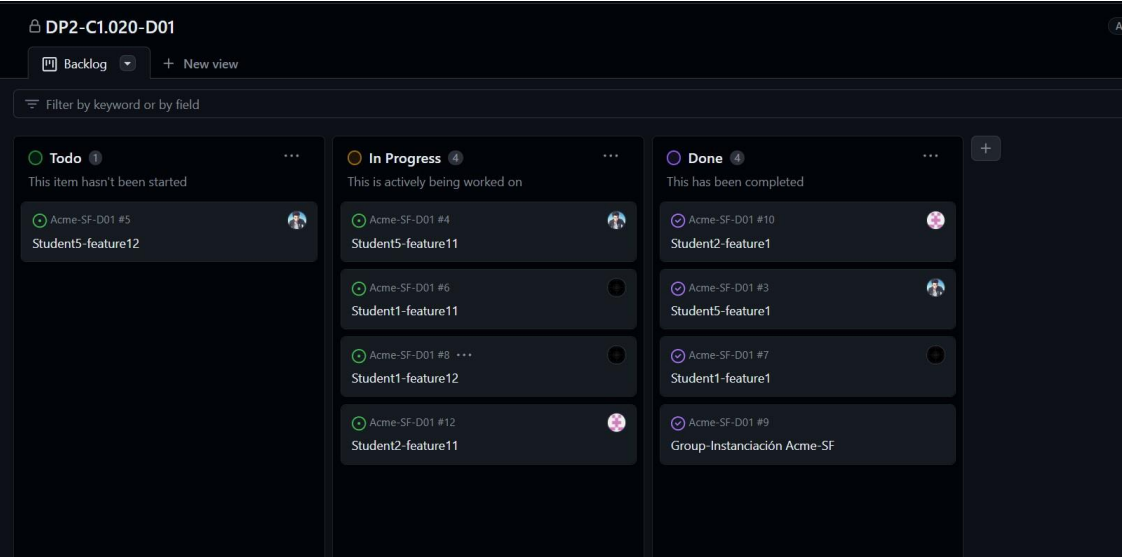 DP2-C1.020-D01
A
Backlog
New view
Filter by keyword or by field
Todo 1
This item hasn't been started
Acme-SF-D01 #5
Student5-feature12
In Progress 4
This is actively being worked on
Acme-SF-D01 #4
Student5-feature11
Acme-SF-D01 #6
Student1-feature11
Acme-SF-D01 #8
Student1-feature12
Acme-SF-D01 #12
Student2-feature11
Done 4
This has been completed
Acme-SF-D01 #10
Student2-feature1
Acme-SF-D01 #3
Student5-feature1
Acme-SF-D01 #7
Student1-feature1
Acme-SF-D01 #9
Group-Instanciación Acme-SF